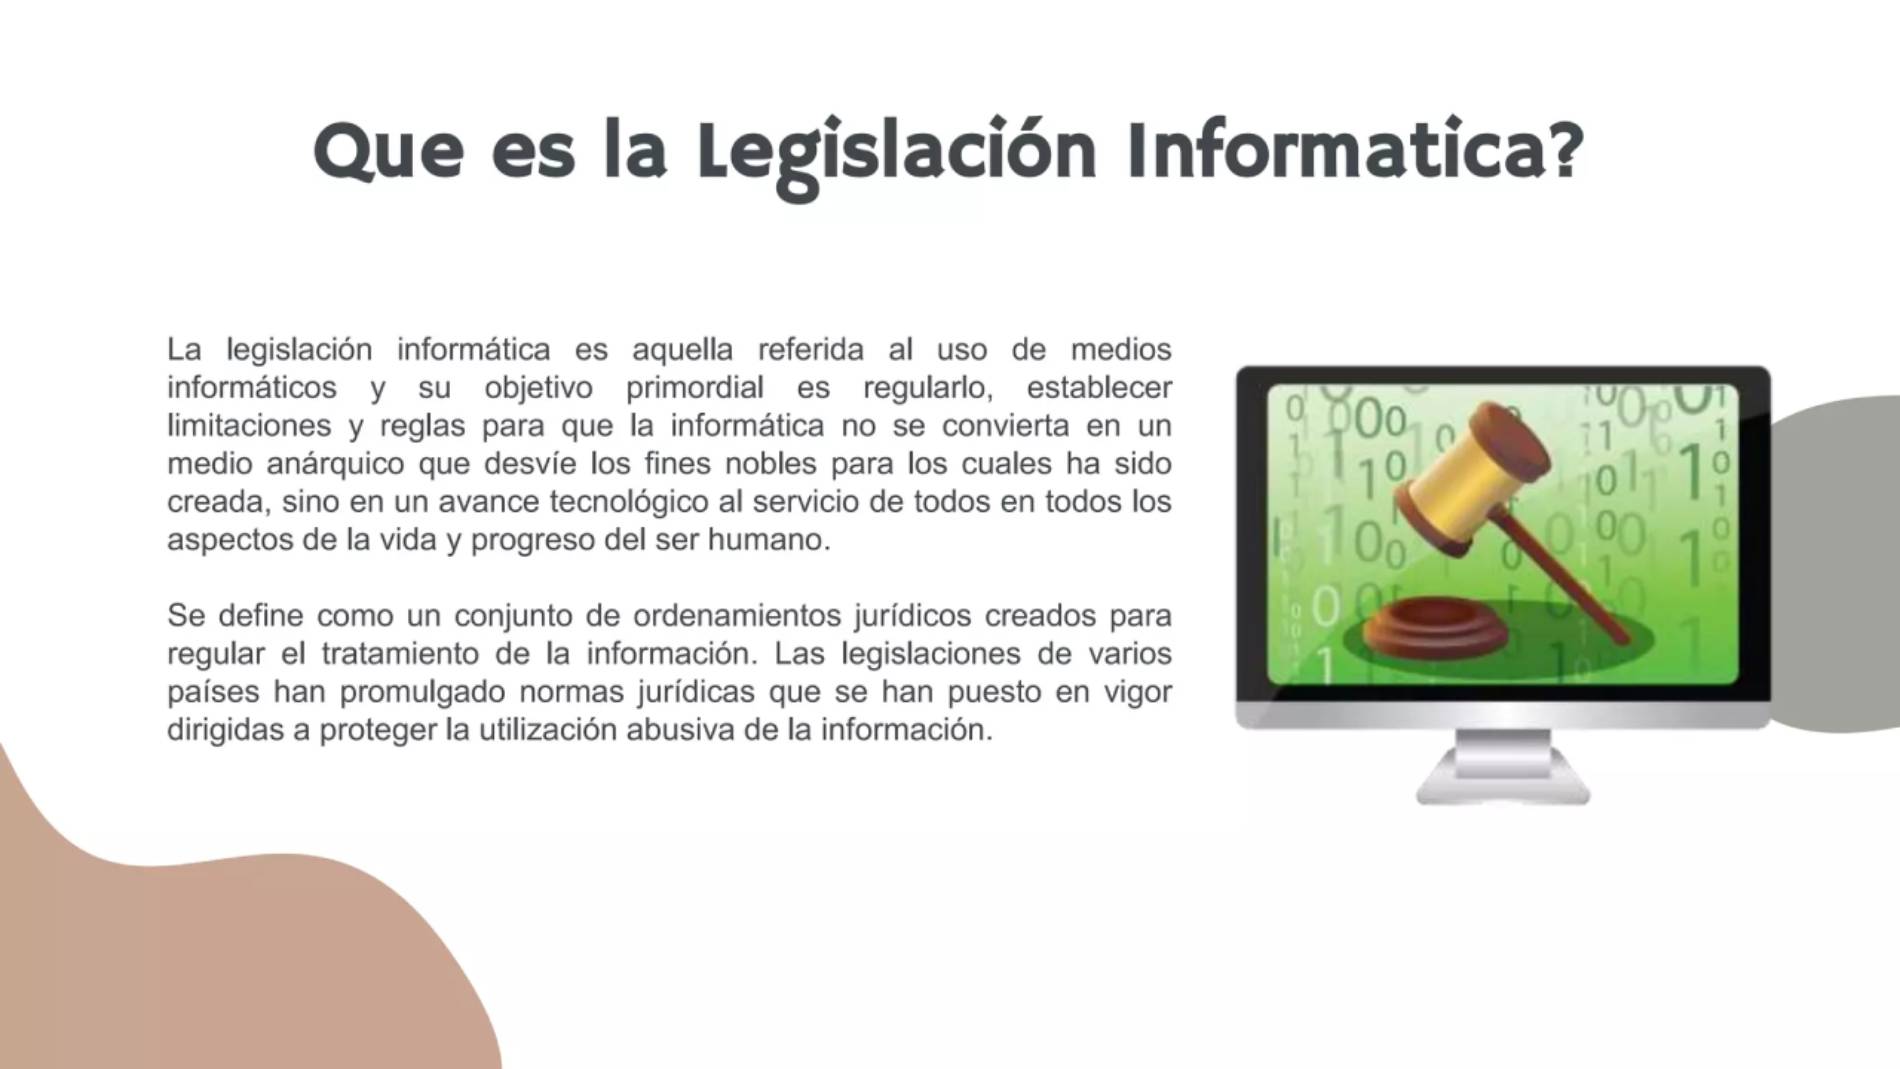 Que es la Legislación Informatica?
La legislación informática es aquella referida al uso de medios
informáticos y su objetivo primordial es regularlo, establecer
limitaciones y reglas para que la informática no se convierta en un
medio anárquico que desvíe los fines nobles para los cuales ha sido
creada, sino en un avance tecnológico al servicio de todos en todos los
aspectos de la vida y progreso del ser humano.
Se define como un conjunto de ordenamientos jurídicos creados para
regular el tratamiento de la información. Las legislaciones de varios
países han promulgado normas jurídicas que se han puesto en vigor
dirigidas a proteger la utilización abusiva de la información.